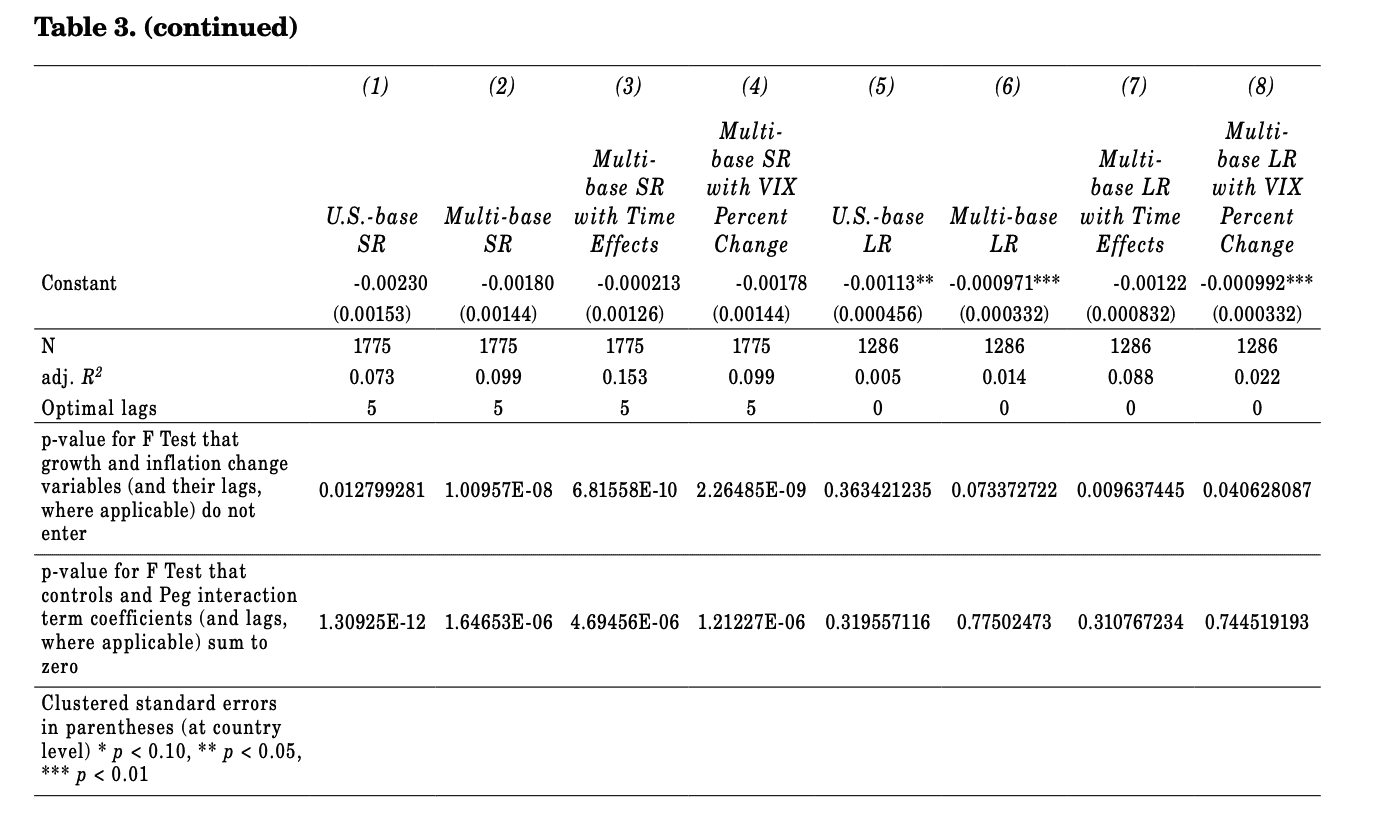 Table 3. (continued)
(1) (2) (3) (4) (5) (6) (7) (8)
Multi- Multi-
Multi- base SR Multi- base LR
base SR with VIX base LR with VIX
U.S.-base Multi-base with Time Percent U.S.-base Multi-base with Time Percent
SR SR Effects Change LR LR Effects Change
Constant -0.00230 -0.00180 -0.000213 -0.00178 -0.00113** -0.000971*** -0.00122 -0.000992***
(0.00153) (0.00144) (0.00126) (0.00144) (0.000456) (0.000332) (0.000832) (0.000332)
N 1775 1775 1775 1775 1286 1286 1286 1286
adj. R² 0.073 0.099 0.153 0.099 0.005 0.014 0.088 0.022
Optimal lags 5 5 5 5 0 0 0 0
p-value for F Test that
growth and inflation change
variables (and their lags, 0.012799281 1.00957E-08 6.81558E-10 2.26485E-09 0.363421235 0.073372722 0.009637445 0.040628087
where applicable) do not
enter
p-value for F Test that
controls and Peg interaction
term coefficients (and lags, 1.30925E-12 1.64653E-06 4.69456E-06 1.21227E-06 0.319557116 0.77502473 0.310767234 0.744519193
where applicable) sum to
zero
Clustered standard errors
in parentheses (at country
level) * p < 0.10, ** p < 0.05,
*** p < 0.01